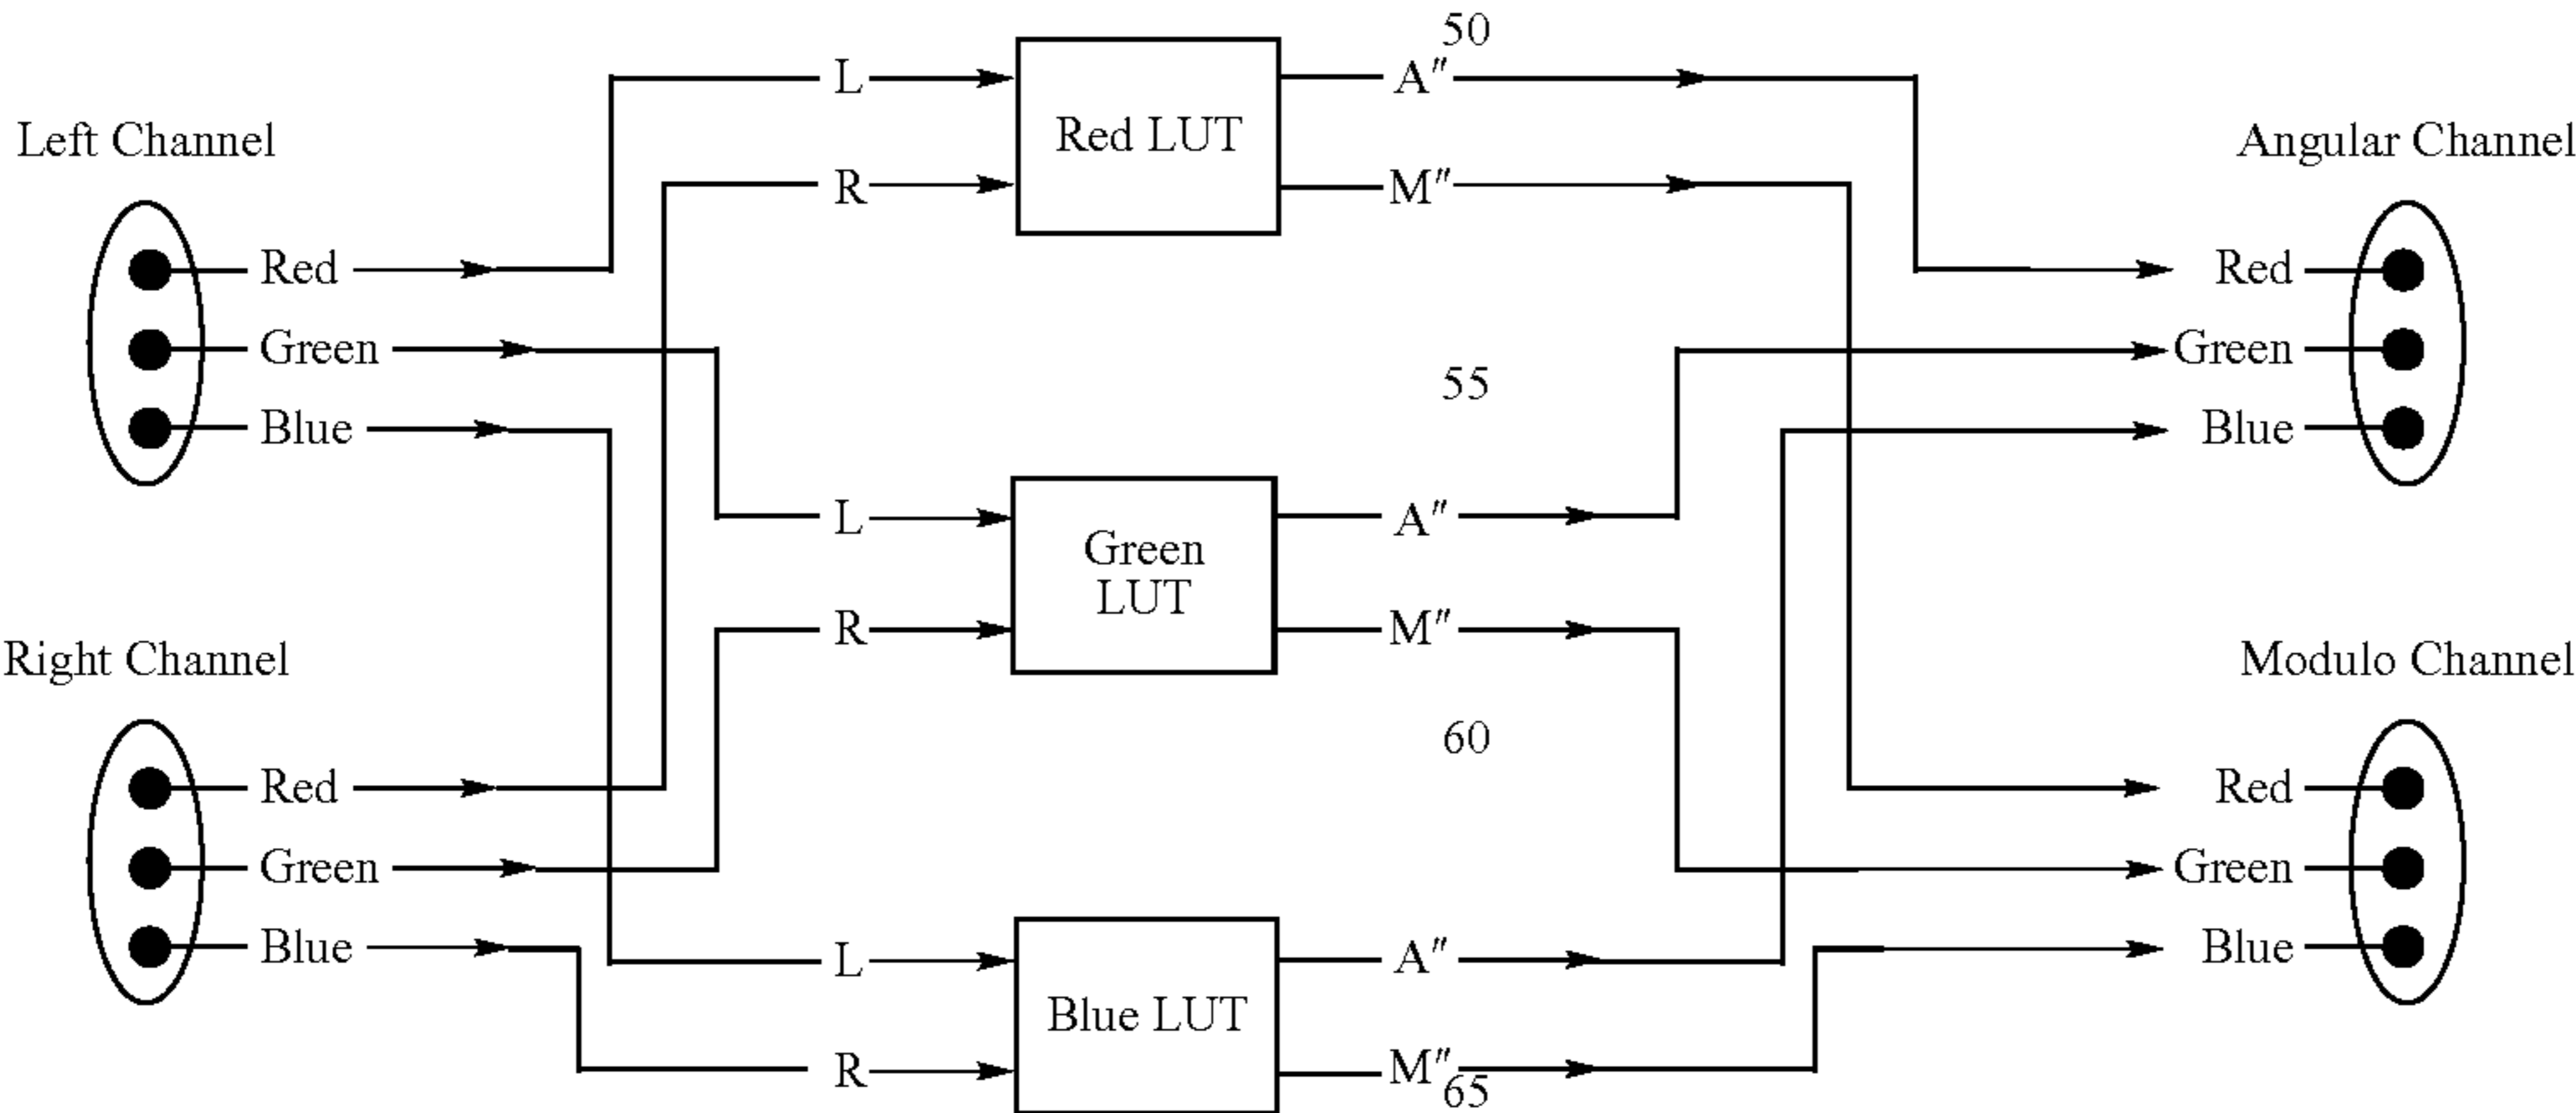 50
L A″
Left Channel Red LUT Angular Channel
R M″
Red Red
Green Green
55
Blue Blue
L A″
Green
LUT
R M″
Right Channel Modulo Channel
60
Red Red
Green Green
Blue L A″ Blue
Blue LUT
R M″
65